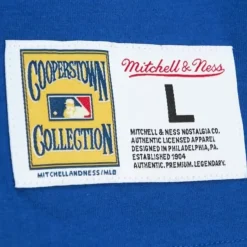 COOPERSTOWN
COLLECTION
MITCHELLANDNESS/MLB
Mitchell & Ness
L
MITCHELL & NESS NOSTALGIA CO.
AUTHENTIC LICENSED APPAREL
DESIGNED IN PHILADELPHIA, PA
ESTABLISHED 1904
AUTHENTIC. PREMIUM. LEGENDARY.